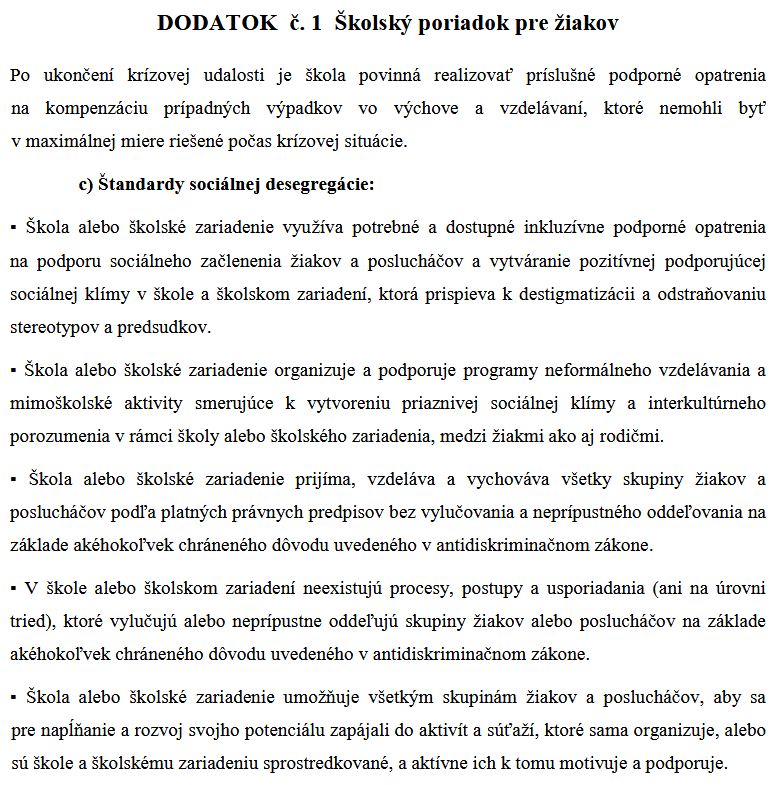 DODATOK č. 1 Školský poriadok pre žiakov
Po ukončení krízovej udalosti je škola povinná realizovať príslušné podporné opatrenia
na kompenzáciu prípadných výpadkov vo výchove a vzdelávaní, ktoré nemohli byť
v maximálnej miere riešené počas krízovej situácie.
c) Štandardy sociálnej desegregácie:
▪ Škola alebo školské zariadenie využíva potrebné a dostupné inkluzívne podporné opatrenia
na podporu sociálneho začlenenia žiakov a poslucháčov a vytváranie pozitívnej podporujúcej
sociálnej klímy v škole a školskom zariadení, ktorá prispieva k destigmatizácii a odstraňovaniu
stereotypov a predsudkov.
▪ Škola alebo školské zariadenie organizuje a podporuje programy neformálneho vzdelávania a
mimoškolské aktivity smerujúce k vytvoreniu priaznivej sociálnej klímy a interkultúrneho
porozumenia v rámci školy alebo školského zariadenia, medzi žiakmi ako aj rodičmi.
▪ Škola alebo školské zariadenie prijíma, vzdeláva a vychováva všetky skupiny žiakov a
poslucháčov podľa platných právnych predpisov bez vylučovania a neprípustného oddeľovania na
základe akéhokoľvek chráneného dôvodu uvedeného v antidiskriminačnom zákone.
▪ V škole alebo školskom zariadení neexistujú procesy, postupy a usporiadania (ani na úrovni
tried), ktoré vylučujú alebo neprípustne oddeľujú skupiny žiakov alebo poslucháčov na základe
akéhokoľvek chráneného dôvodu uvedeného v antidiskriminačnom zákone.
▪ Škola alebo školské zariadenie umožňuje všetkým skupinám žiakov a poslucháčov, aby sa
pre napĺňanie a rozvoj svojho potenciálu zapájali do aktivít a súťaží, ktoré sama organizuje, alebo
sú škole a školskému zariadeniu sprostredkované, a aktívne ich k tomu motivuje a podporuje.